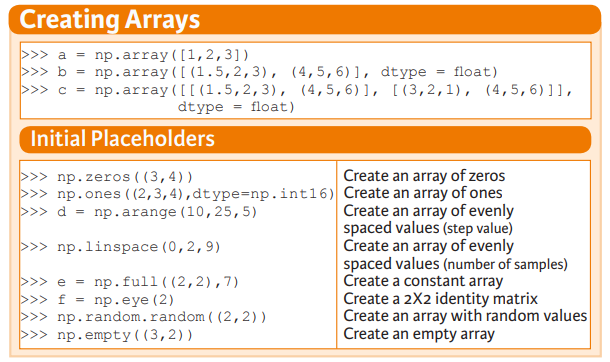 Creating Arrays
>>> a = np.array([1,2,3])
>>> b = np.array([(1.5,2,3), (4,5,6)], dtype = float)
>>> c = np.array([[(1.5,2,3), (4,5,6)], [(3,2,1), (4,5,6)]],
dtype = float)
Initial Placeholders
>>> np.zeros((3,4)) Create an array of zeros
>>> np.ones((2,3,4),dtype=np.int16) Create an array of ones
>>> d = np.arange(10,25,5) Create an array of evenly
spaced values (step value)
>>> np.linspace(0,2,9) Create an array of evenly
spaced values (number of samples)
>>> e = np.full((2,2),7) Create a constant array
>>> f = np.eye(2) Create a 2X2 identity matrix
>>> np.random.random((2,2)) Create an array with random values
>>> np.empty((3,2)) Create an empty array